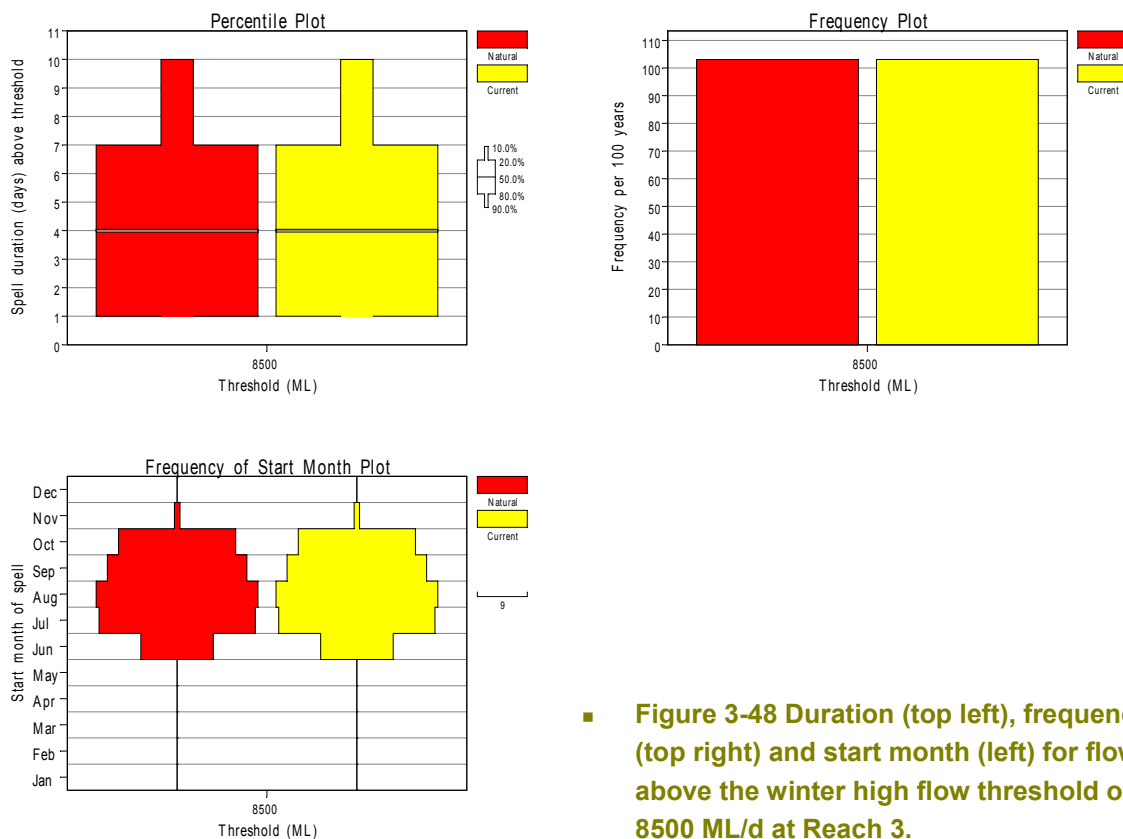 Percentile Plot
11
10
9
8
7
6
5
4
3
2
1
0
Spell duration (days) above threshold
8500
Threshold (ML)
Natural
Current
10.0%
20.0%
50.0%
80.0%
90.0%
Frequency Plot
110
100
90
80
70
60
50
40
30
20
10
0
Frequency per 100 years
8500
Threshold (ML)
Natural
Current
Frequency of Start Month Plot
Dec
Nov
Oct
Sep
Aug
Jul
Jun
May
Apr
Mar
Feb
Jan
Start month of spell
8500
Threshold (ML)
Natural
Current
9
Figure 3-48 Duration (top left),
(top right) and start month (left) for
above the winter high flow threshold
8500 ML/d at Reach 3.